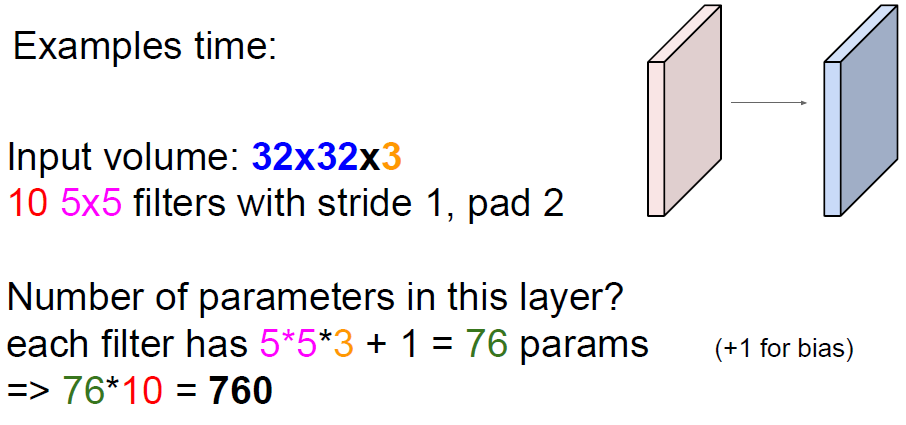 Examples time:
Input volume: 32x32x3
10 5x5 filters with stride 1, pad 2
Number of parameters in this layer?
each filter has 5*5*3 + 1 = 76 params (+1 for bias)
=> 76*10 = 760